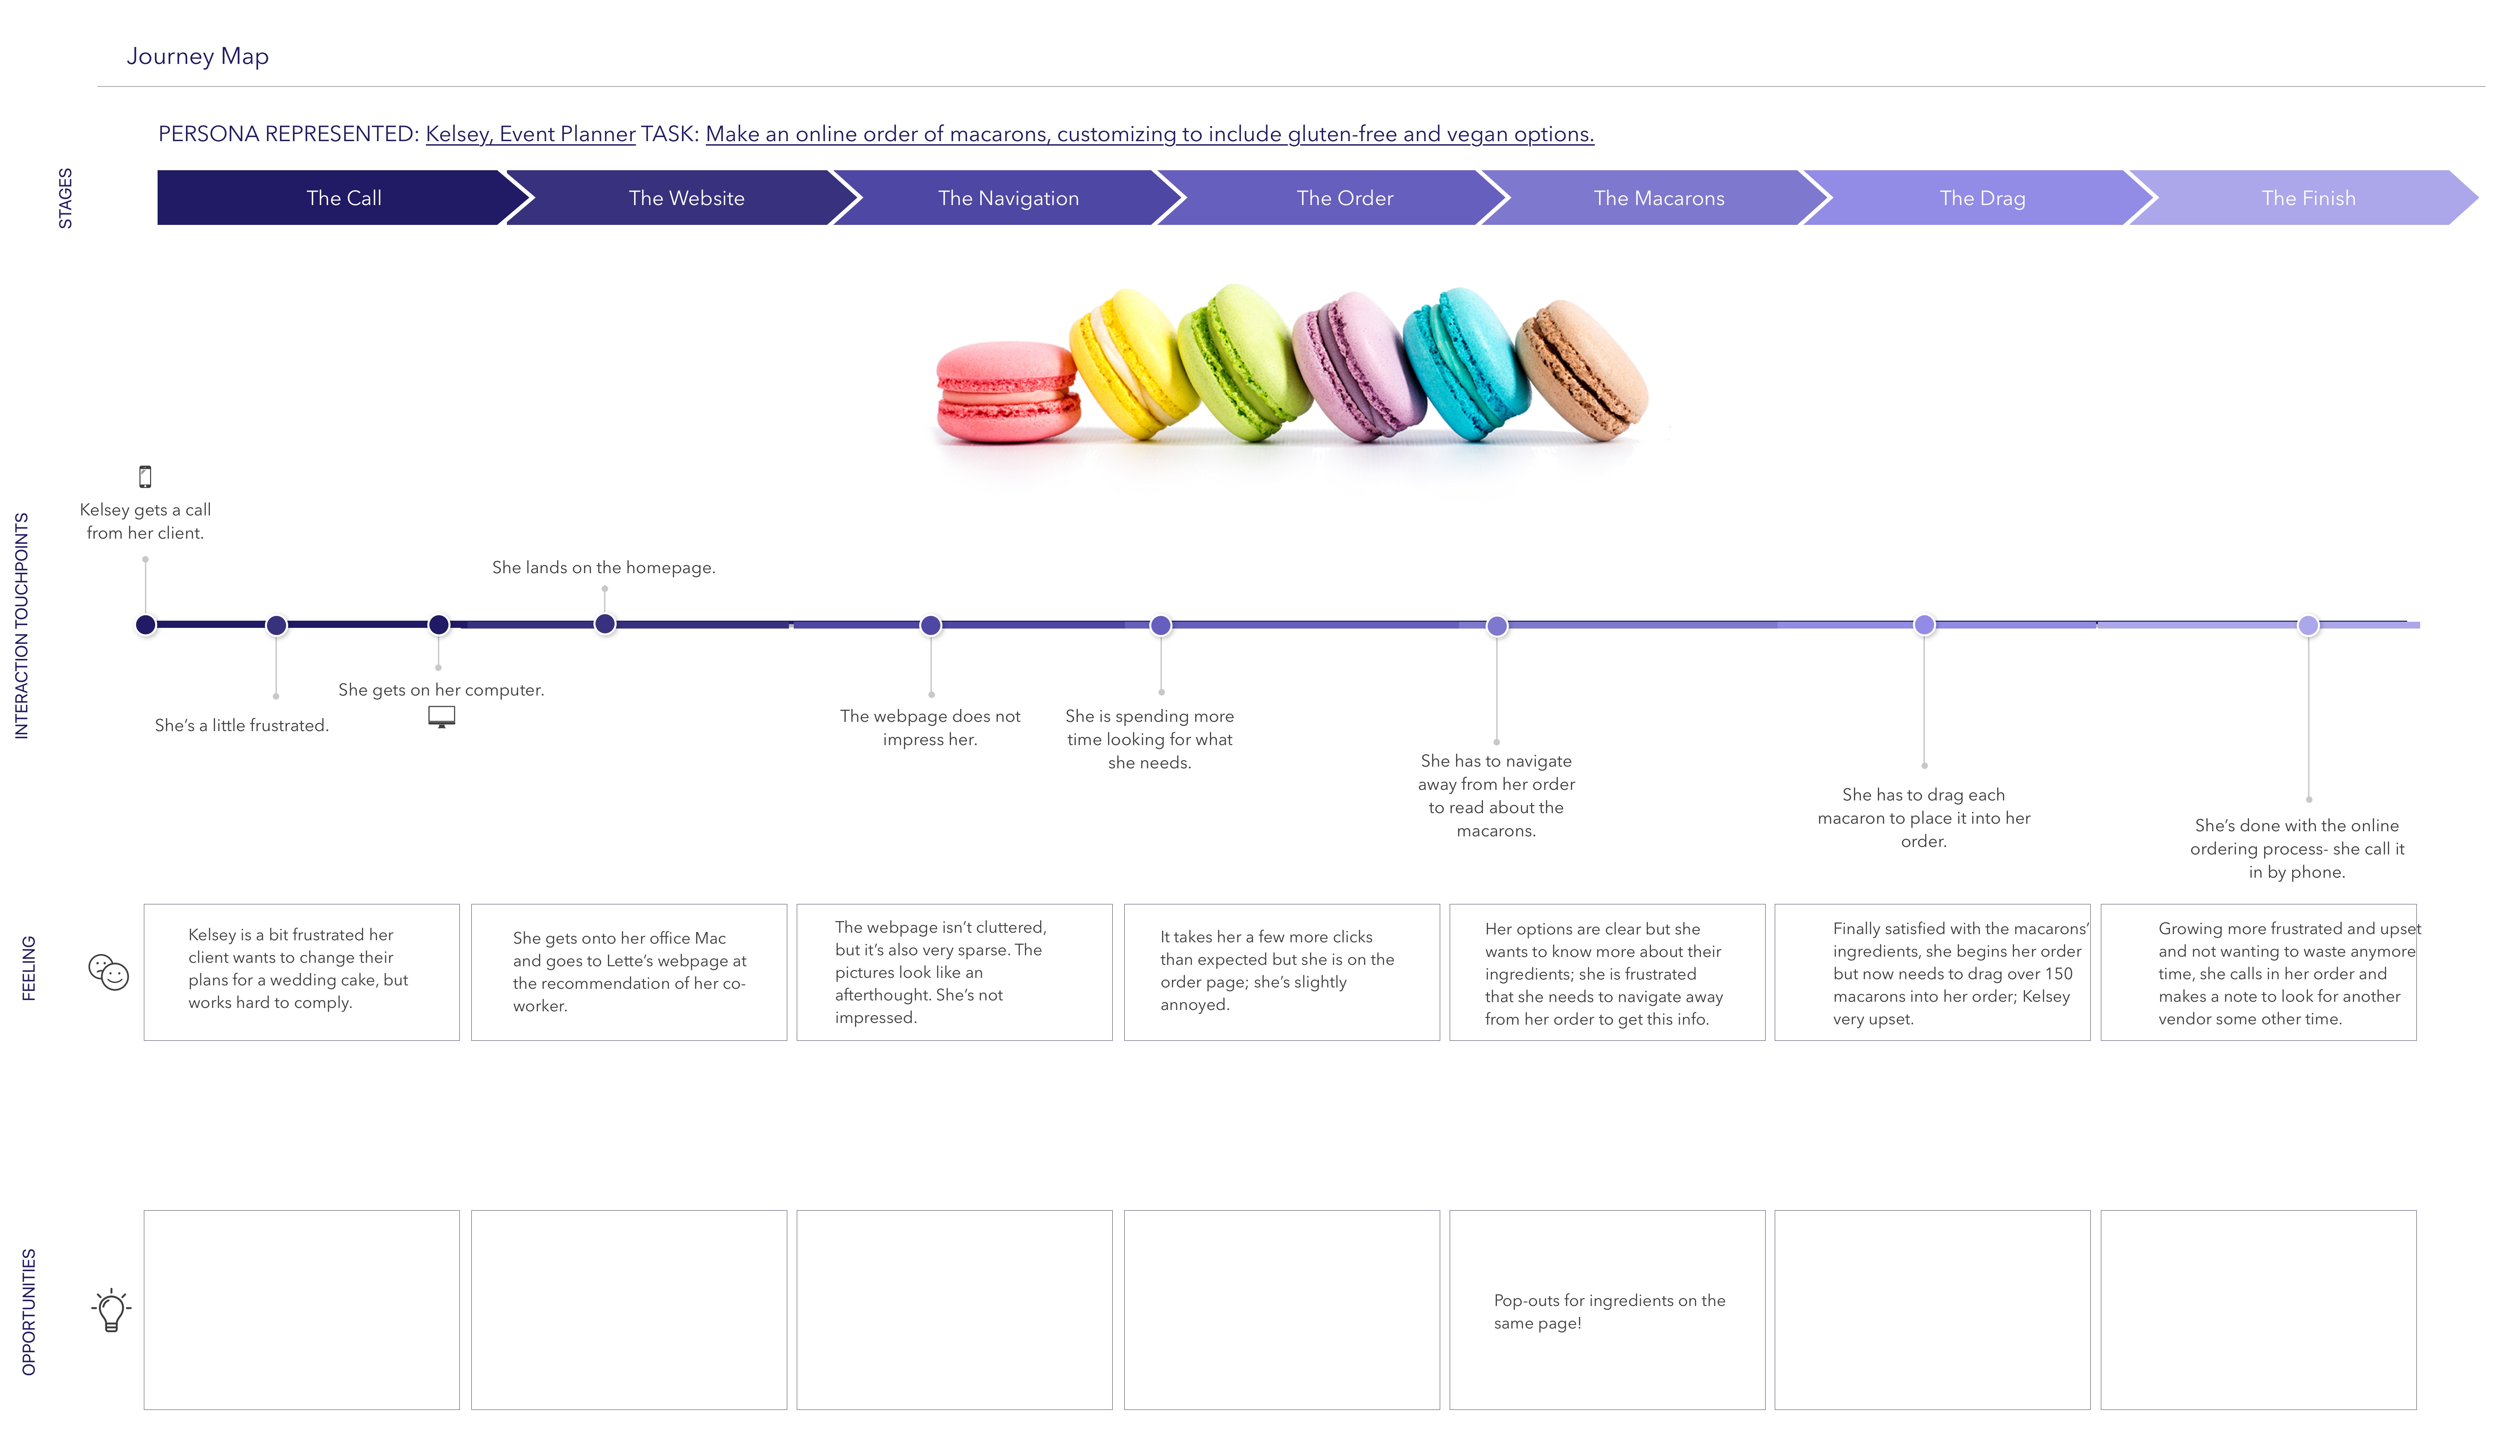 Journey Map
PERSONA REPRESENTED: Kelsey, Event Planner TASK: Make an online order of macarons, customizing to include gluten-free and vegan options.
STAGES
The Call
The Website
The Navigation
The Order
The Macarons
The Drag
The Finish
INTERACTION TOUCHPOINTS
Kelsey gets a call
from her client.
She's a little frustrated.
She gets on her computer.
She lands on the homepage.
The webpage does not
impress her.
She is spending more
time looking for what
she needs.
She has to navigate
away from her order
to read about the
macarons.
She has to drag each
macaron to place it into her
order.
She's done with the online
ordering process- she call it
in by phone.
FEELING
Kelsey is a bit frustrated her
client wants to change their
plans for a wedding cake, but
works hard to comply.
She gets onto her office Mac
and goes to Lette's webpage at
the recommendation of her co-
worker.
The webpage isn't cluttered,
but it's also very sparse. The
pictures look like an
afterthought. She's not
impressed.
It takes her a few more clicks
than expected but she is on the
order page; she's slightly
annoyed.
Her options are clear but she
wants to know more about their
ingredients; she is frustrated
that she needs to navigate away
from her order to get this info.
Finally satisfied with the macarons'
ingredients, she begins her order
but now needs to drag over 150
macarons into her order; Kelsey
very upset.
Growing more frustrated and upset
and not wanting to waste anymore
time, she calls in her order and
makes a note to look for another
vendor some other time.
OPPORTUNITIES
Pop-outs for ingredients on the
same page!